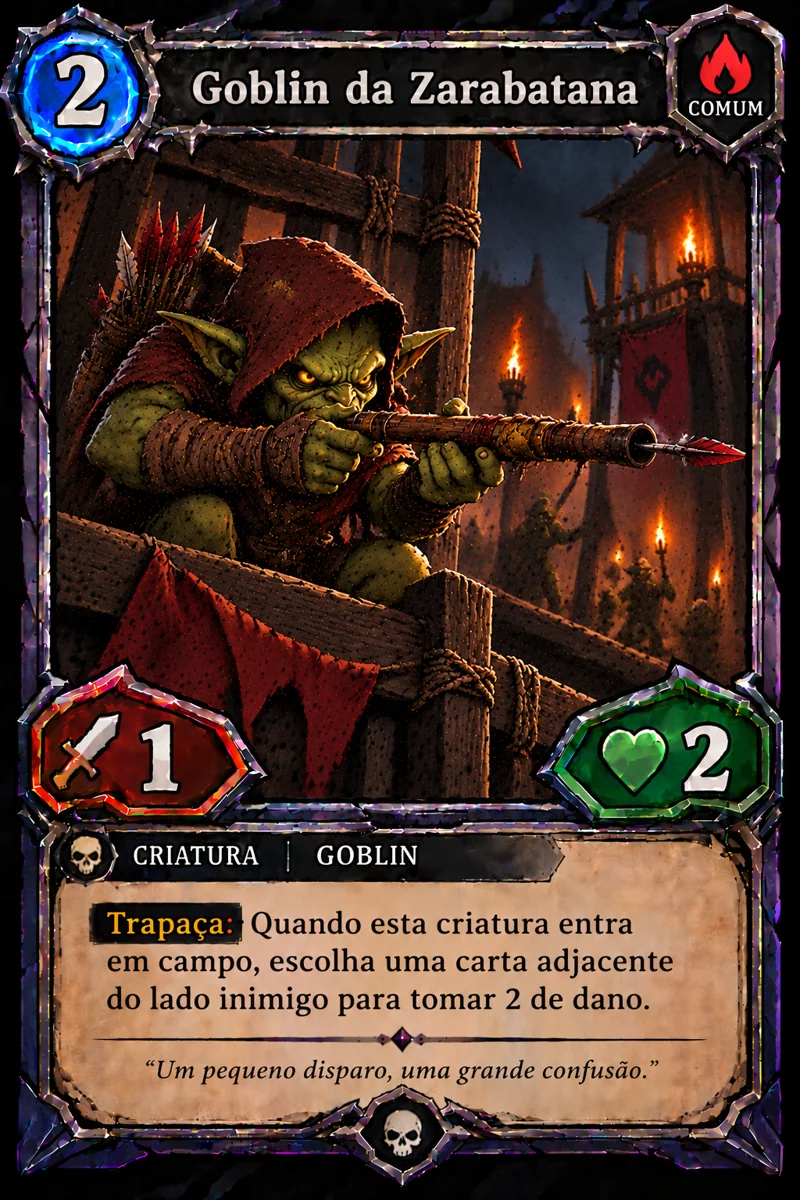 2
Goblin da Zarabatana
COMUM
1
2
CRIATURA | GOBLIN
Trapaça: Quando esta criatura entra
em campo, escolha uma carta adjacente
do lado inimigo para tomar 2 de dano.
“Um pequeno disparo, uma grande confusão.”